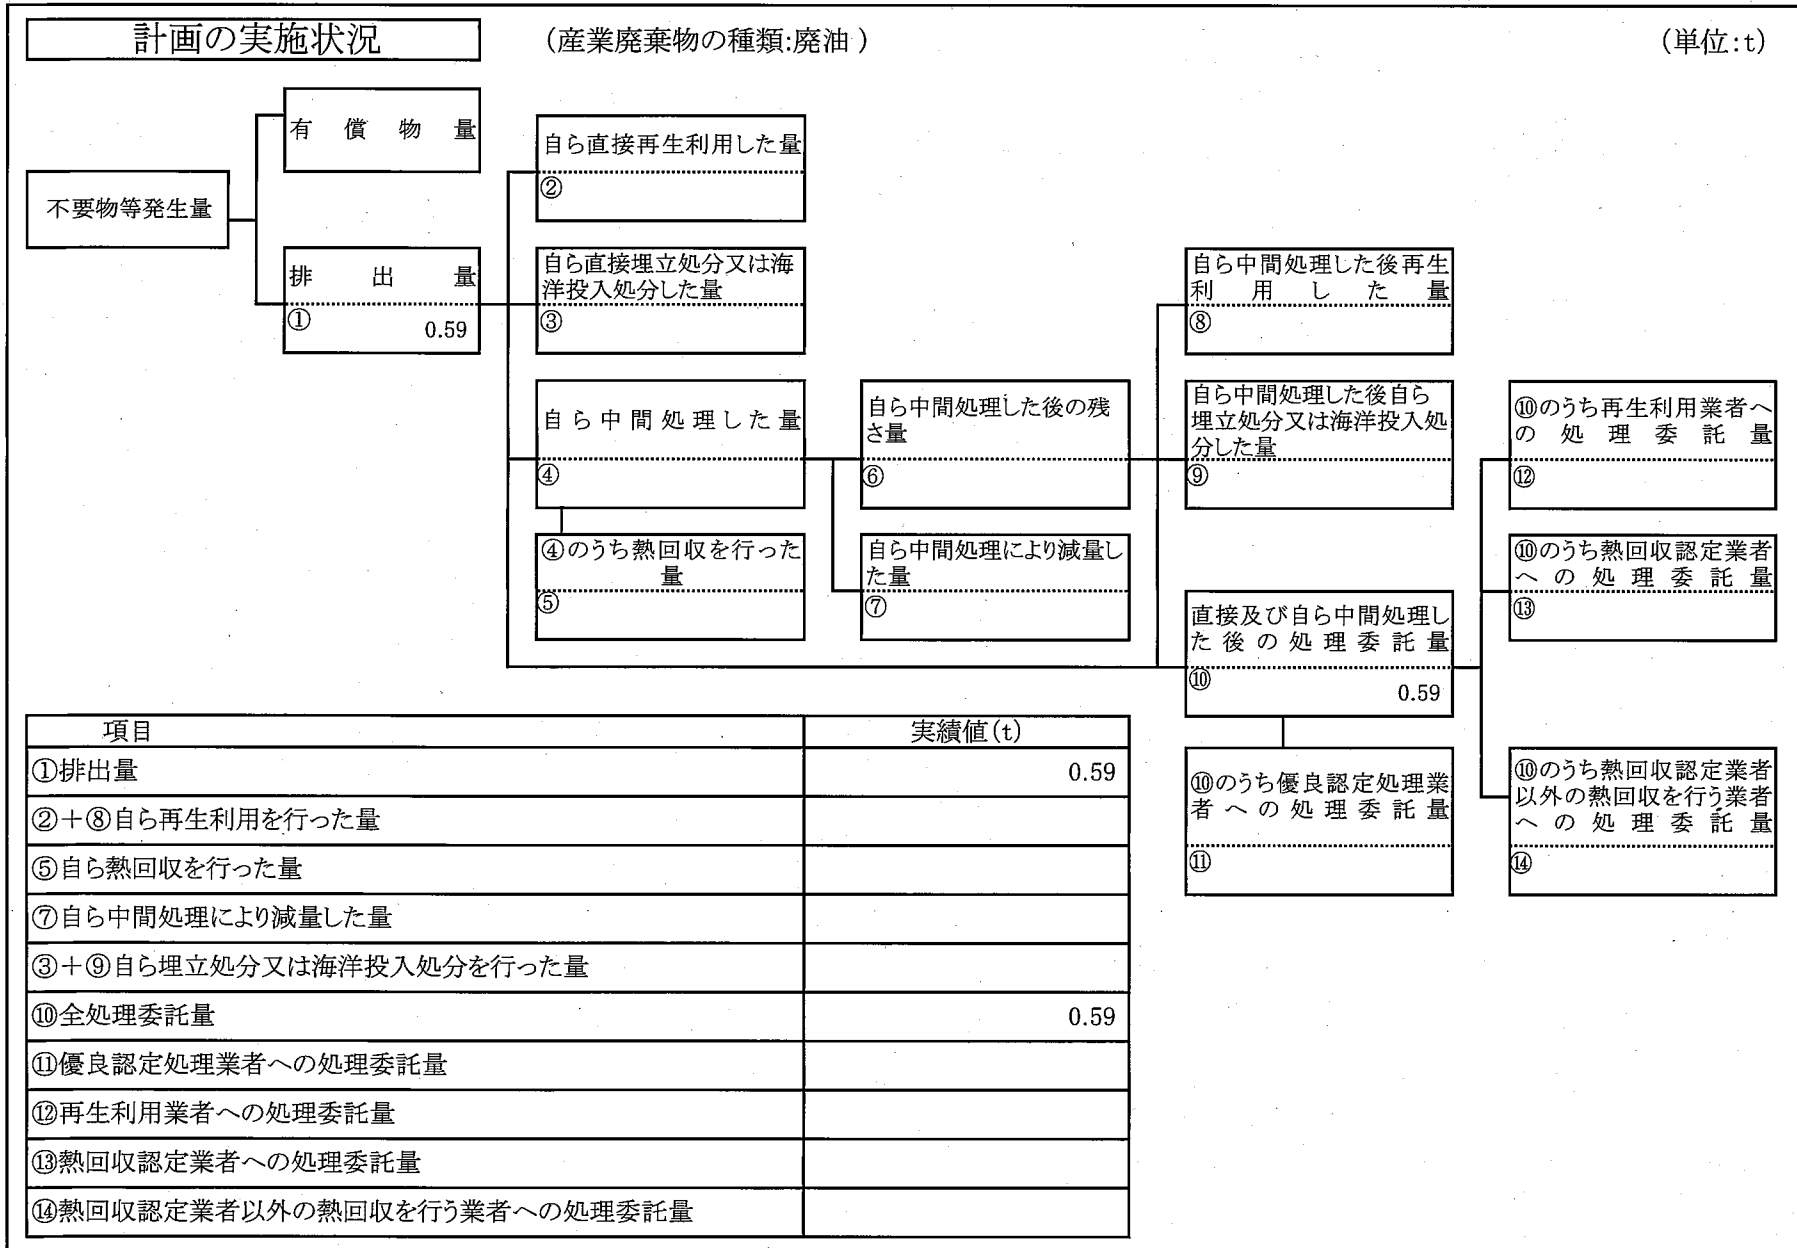 計画の実施状況
(産業廃棄物の種類:廃油)
(単位:t)
有償物量
不要物等発生量
排出量
①
0.59
自ら直接再生利用した量
②
自ら直接埋立処分又は海
洋投入処分した量
③
自ら中間処理した量
④
④のうち熱回収を行った
量
⑤
自ら中間処理した後の残
さ量
⑥
自ら中間処理により減量し
た量
⑦
自ら中間処理した後再生
利用した量
⑧
自ら中間処理した後自ら
埋立処分又は海洋投入処
分した量
⑨
直接及び自ら中間処理し
た後の処理委託量
⑩
0.59
⑩のうち優良認定処理業
者への処理委託量
⑪
⑩のうち再生利用業者へ
の処理委託量
⑫
⑩のうち熱回収認定業者
への処理委託量
⑬
⑩のうち熱回収認定業者
以外の熱回収を行う業者
への処理委託量
⑭
項目 実績値(t)
①排出量 0.59
②+⑧自ら再生利用を行った量
⑤自ら熱回収を行った量
⑦自ら中間処理により減量した量
③+⑨自ら埋立処分又は海洋投入処分を行った量
⑩全処理委託量 0.59
⑪優良認定処理業者への処理委託量
⑫再生利用業者への処理委託量
⑬熱回収認定業者への処理委託量
⑭熱回収認定業者以外の熱回収を行う業者への処理委託量